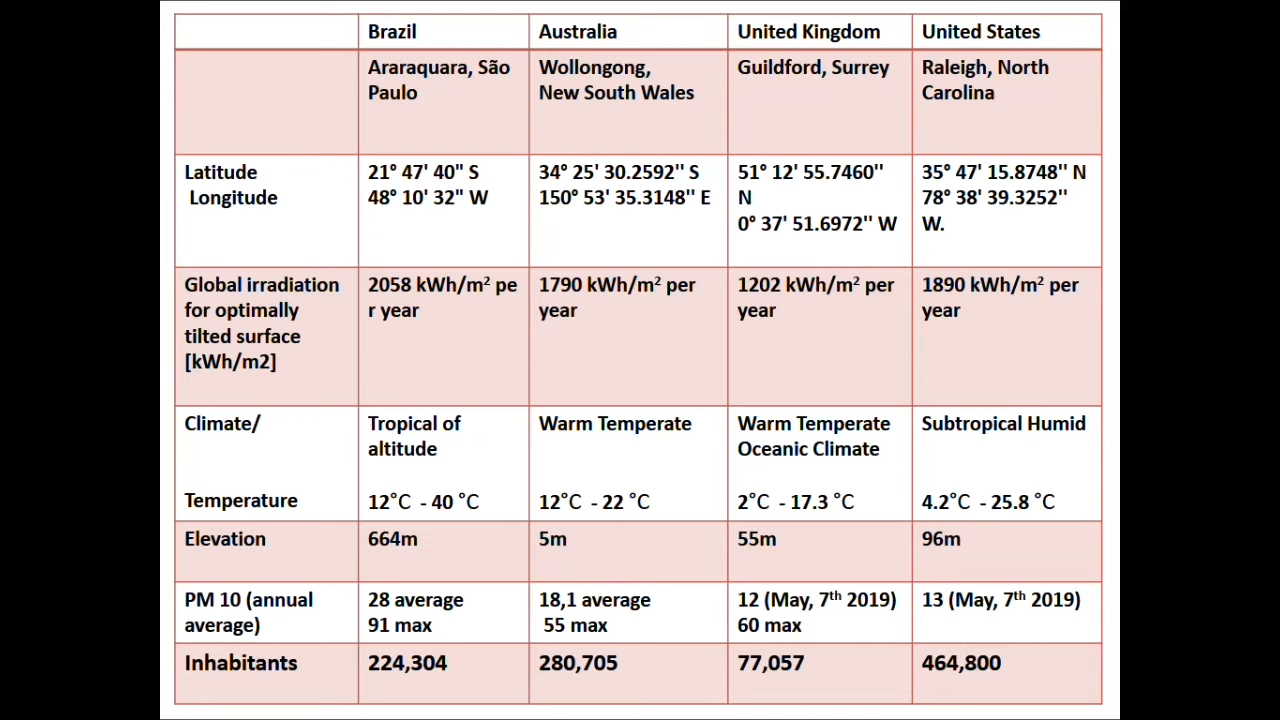 Brazil Australia United Kingdom United States
Araraquara, São Paulo Wollongong, New South Wales Guildford, Surrey Raleigh, North Carolina
Latitude Longitude 21° 47' 40" S 48° 10' 32" W 34° 25' 30.2592'' S 150° 53' 35.3148'' E 51° 12' 55.7460'' N 0° 37' 51.6972'' W 35° 47' 15.8748'' N 78° 38' 39.3252'' W.
Global irradiation for optimally tilted surface [kWh/m2] 2058 kWh/m² pe r year 1790 kWh/m² per year 1202 kWh/m² per year 1890 kWh/m² per year
Climate/ Tropical of altitude Warm Temperate Warm Temperate Oceanic Climate Subtropical Humid
Temperature 12°C - 40 °C 12°C - 22 °C 2°C - 17.3 °C 4.2°C - 25.8 °C
Elevation 664m 5m 55m 96m
PM 10 (annual average) 28 average 91 max 18,1 average 55 max 12 (May, 7th 2019) 60 max 13 (May, 7th 2019)
Inhabitants 224,304 280,705 77,057 464,800